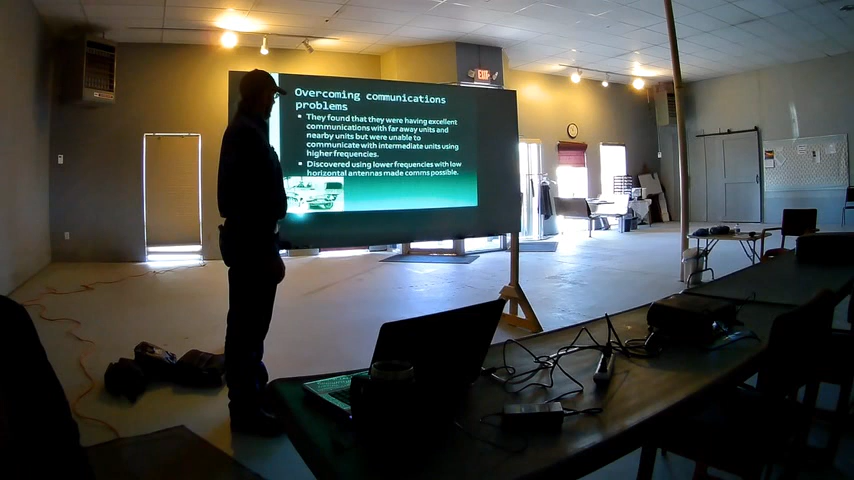 EXIT
Overcoming communications
problems
They found that they were having excellent
communications with far away units and
nearby units but were unable to
communicate with intermediate units using
higher frequencies.
Discovered using lower frequencies with low
horizontal antennas made comms possible.